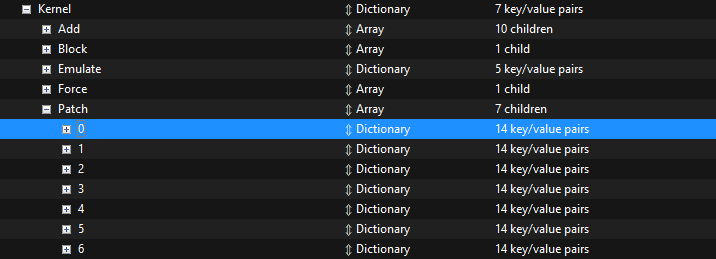 Kernel Dictionary 7 key/value pairs
Add Array 10 children
Block Array 1 child
Emulate Dictionary 5 key/value pairs
Force Array 1 child
Patch Array 7 children
0 Dictionary 14 key/value pairs
1 Dictionary 14 key/value pairs
2 Dictionary 14 key/value pairs
3 Dictionary 14 key/value pairs
4 Dictionary 14 key/value pairs
5 Dictionary 14 key/value pairs
6 Dictionary 14 key/value pairs